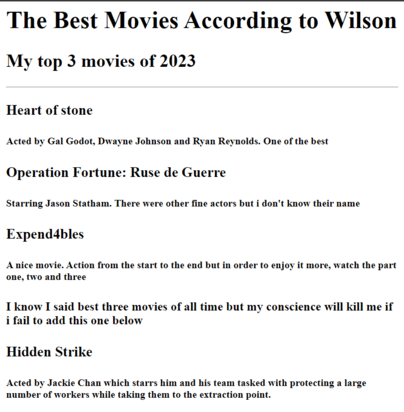 The Best Movies According to Wilson
My top 3 movies of 2023
Heart of stone
Acted by Gal Godot, Dwayne Johnson and Ryan Reynolds. One of the best
Operation Fortune: Ruse de Guerre
Starring Jason Statham. There were other fine actors but i don't know their name
Expend4bles
A nice movie. Action from the start to the end but in order to enjoy it more, watch the part
one, two and three
I know I said best three movies of all time but my conscience will kill me if
i fail to add this one below
Hidden Strike
Acted by Jackie Chan which starrs him and his team tasked with protecting a large
number of workers while taking them to the extraction point.